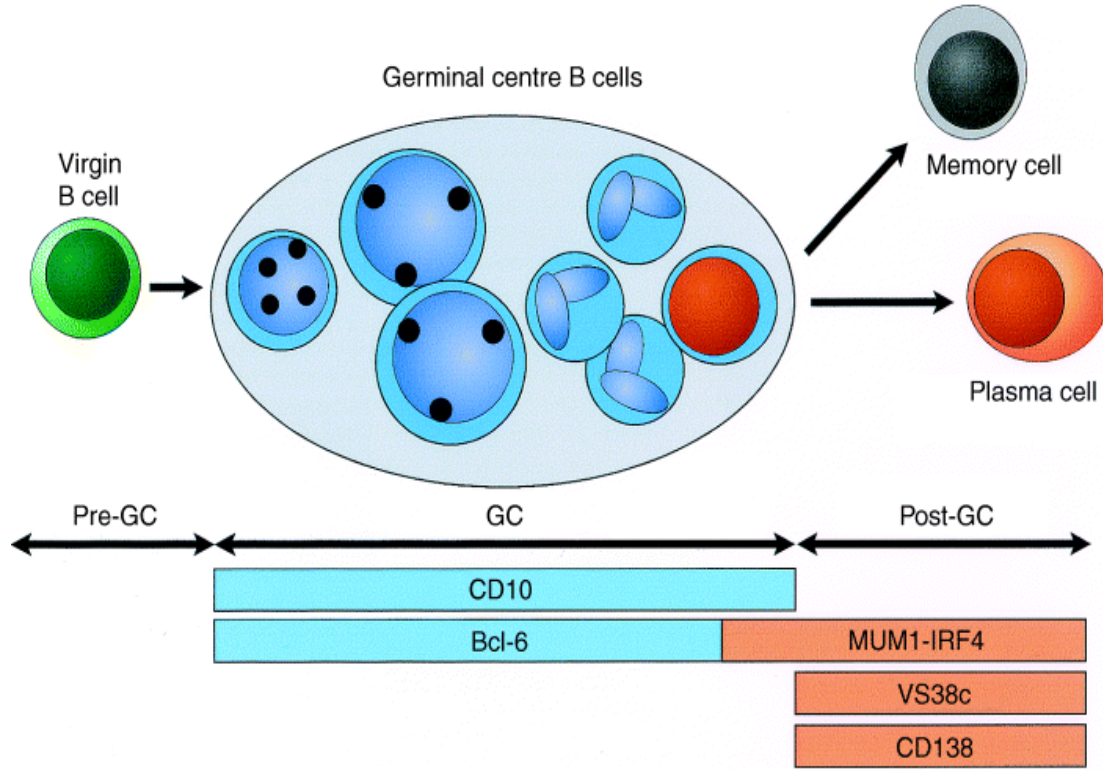 Germinal centre B cells
Virgin
B cell
Memory cell
Plasma cell
Pre-GC
GC
Post-GC
CD10
Bcl-6
MUM1-IRF4
VS38c
CD138